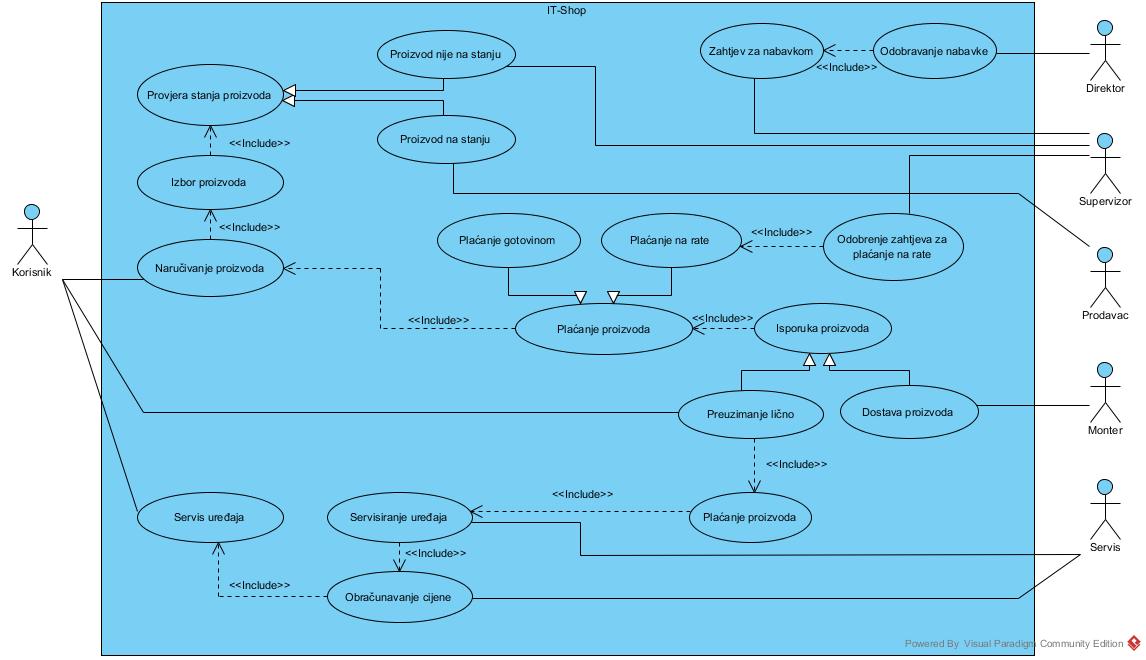 IT-Shop
Proizvod nije na stanju
Zahtjev za nabavkom
<<Include>>
Odobravanje nabavke
Direktor
Provjera stanja proizvoda
Proizvod na stanju
<<Include>>
Izbor proizvoda
Supervizor
<<Include>>
Korisnik
Naručivanje proizvoda
Plaćanje gotovinom
Plaćanje na rate
<<Include>>
Odobrenje zahtjeva za
plaćanje na rate
Prodavac
<<Include>>
Plaćanje proizvoda
<<Include>>
Isporuka proizvoda
Preuzimanje lično
Dostava proizvoda
Monter
<<Include>>
Servis uređaja
Servisiranje uređaja
<<Include>>
Plaćanje proizvoda
Servis
<<Include>>
<<Include>>
Obračunavanje cijene
Powered By Visual Paradigm Community Edition